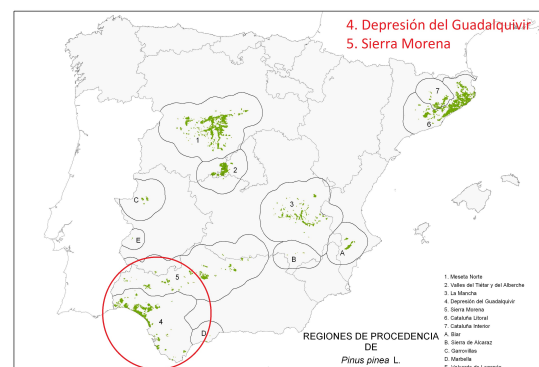 4. Depresión del Guadalquivir
5. Sierra Morena
7
6
1
2
3
C
E
A
B
5
4
D
1. Meseta Norte
2. Valles del Tiétar y del Alberche
3. La Mancha
4. Depresión del Guadalquivir
5. Sierra Morena
6. Cataluña Litoral
7. Cataluña Interior
A. Biar
B. Sierra de Alcaraz
C. Garrovillas
D. Marbella
REGIONES DE PROCEDENCIA
DE
Pinus pinea L.